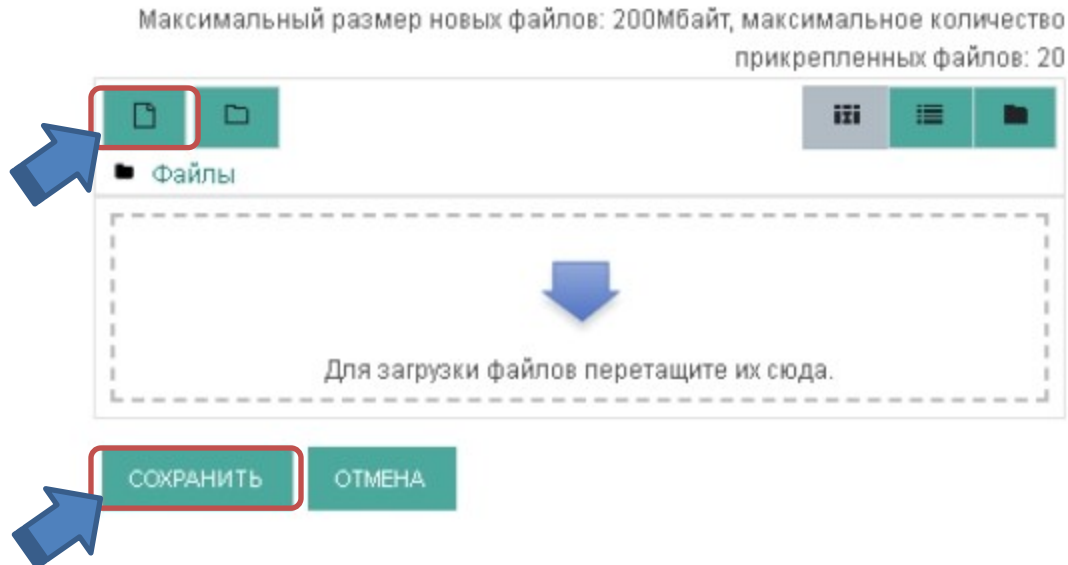 Максимальный размер новых файлов: 200Мбайт, максимальное количество
прикрепленных файлов: 20
Файлы
Для загрузки файлов перетащите их сюда.
СОХРАНИТЬ ОТМЕНА